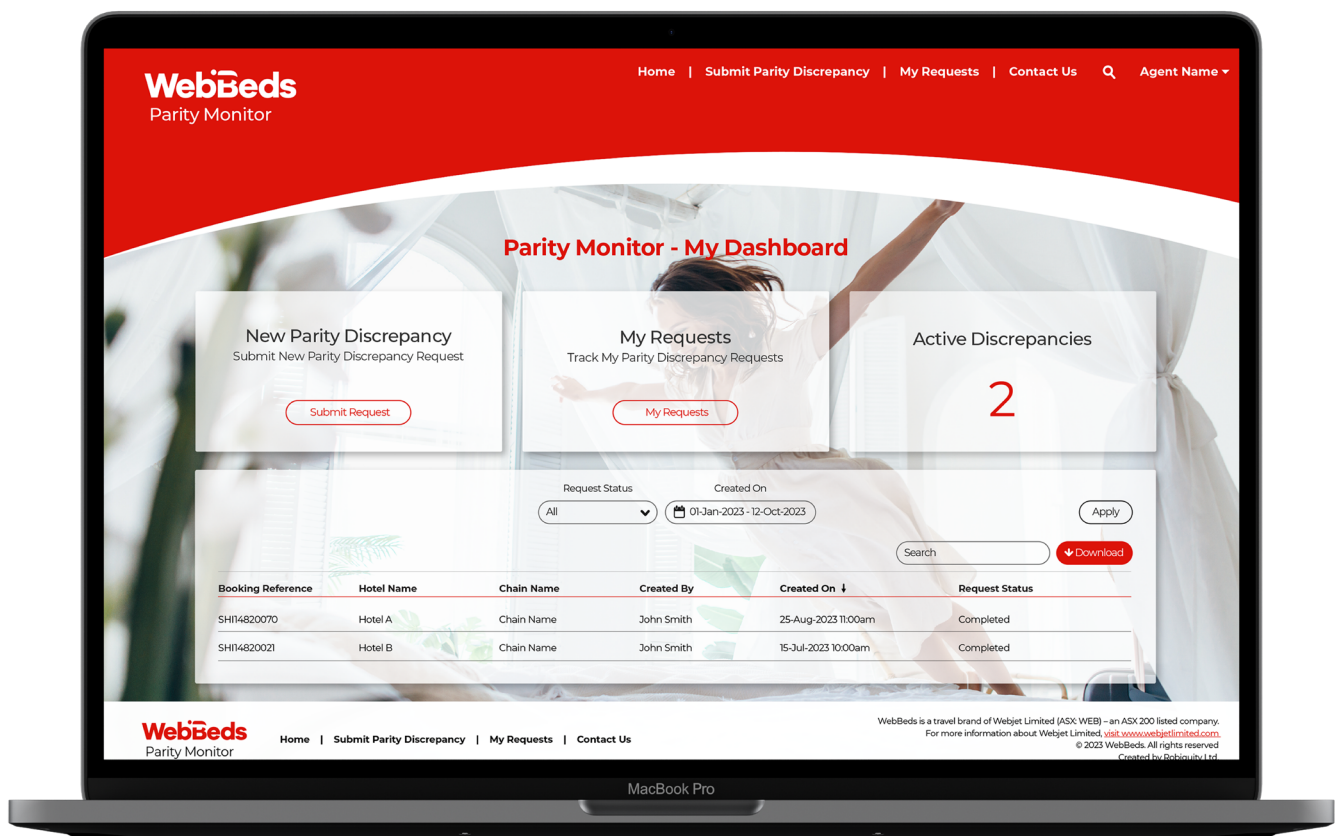 WebBeds
Parity Monitor
Home | Submit Parity Discrepancy | My Requests | Contact Us Agent Name
Parity Monitor - My Dashboard
New Parity Discrepancy
Submit New Parity Discrepancy Request
Submit Request
My Requests
Track My Parity Discrepancy Requests
My Requests
Active Discrepancies
2
Request Status
All
Created On
01-Jan-2023 - 12-Oct-2023
Apply
Search
Download
Booking Reference Hotel Name Chain Name Created By Created On Request Status
SHI14820070 Hotel A Chain Name John Smith 25-Aug-2023 11:00am Completed
SHI14820021 Hotel B Chain Name John Smith 15-Jul-2023 10:00am Completed
WebBeds
Parity Monitor
Home | Submit Parity Discrepancy | My Requests | Contact Us
WebBeds is a travel brand of Webjet Limited (ASX: WEB) – an ASX 200 listed company.
For more information about Webjet Limited, visit www.webjetlimited.com
© 2023 WebBeds. All rights reserved
Created by Robiquity Ltd.
MacBook Pro